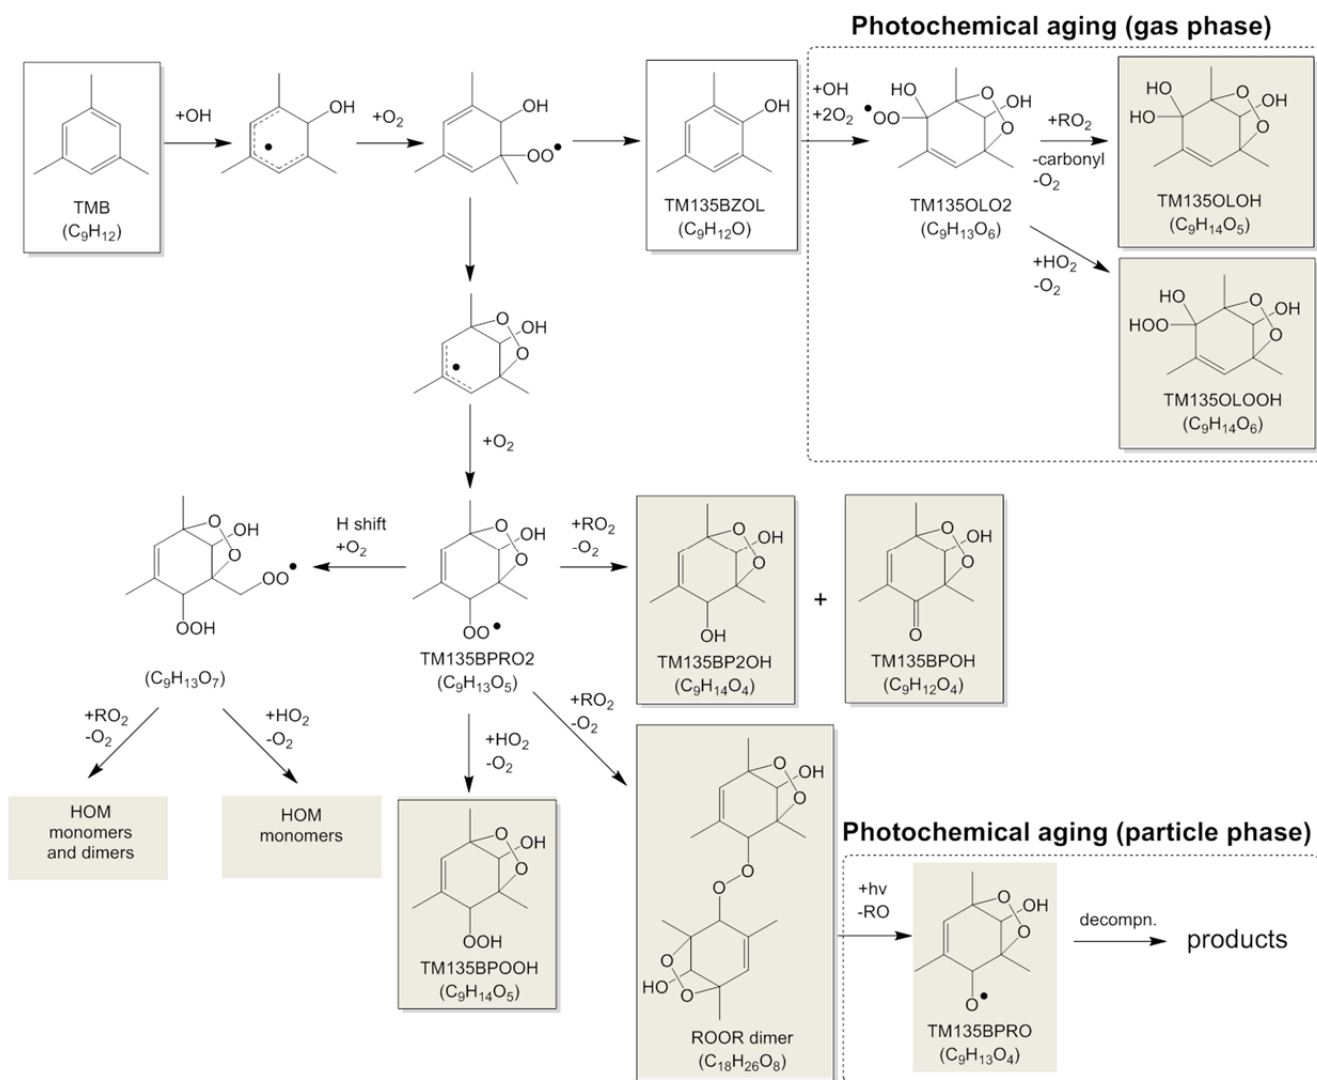 Photochemical aging (gas phase)
TMB
(C9H12)
+OH
OH
+O2
OH
OO•
OH
TM135BZOL
(C9H12O)
+OH
+2O2
HO
•OO
O
OH
O
TM135OLO2
(C9H13O6)
+RO2
-carbonyl
-O2
HO
HO
O
OH
O
TM135OLOH
(C9H14O5)
+HO2
-O2
HO
HOO
O
OH
O
TM135OLOOH
(C9H14O6)
O
OH
O
+O2
O
OH
O
OO•
OOH
(C9H13O7)
H shift
+O2
O
OH
O
OO•
TM135BPRO2
(C9H13O5)
+RO2
-O2
O
OH
O
OH
TM135BP2OH
(C9H14O4)
+
O
OH
O
O
TM135BPOH
(C9H12O4)
+RO2
-O2
+HO2
-O2
+HO2
-O2
+RO2
-O2
HOM
monomers
and dimers
HOM
monomers
O
OH
O
OOH
TM135BPOOH
(C9H14O5)
O
OH
O
O
O
O
HO
O
ROOR dimer
(C18H26O8)
Photochemical aging (particle phase)
+hv
-RO
O
OH
O
O•
TM135BPRO
(C9H13O4)
decompn.
products